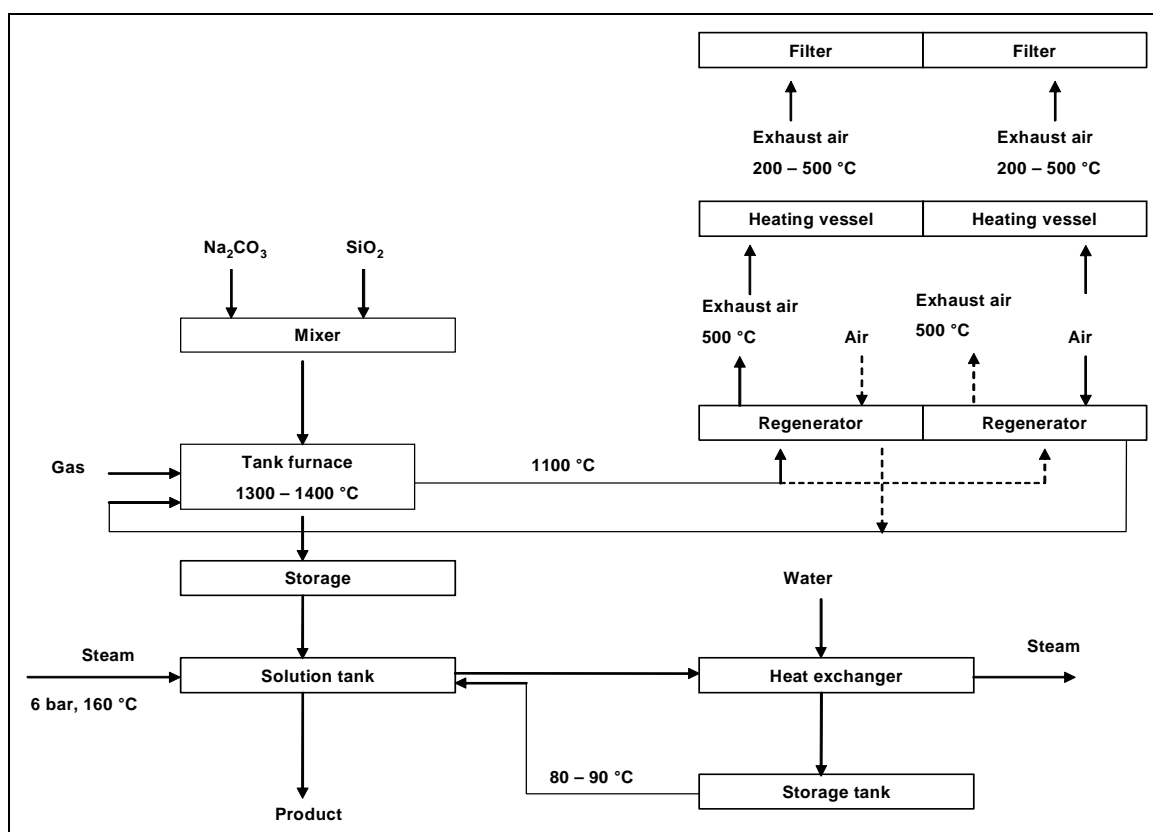 Filter
Filter
Exhaust air
200 – 500 °C
Exhaust air
200 – 500 °C
Heating vessel
Heating vessel
Na₂CO₃
SiO₂
Exhaust air
500 °C
Air
Exhaust air
500 °C
Air
Mixer
Regenerator
Regenerator
Gas
Tank furnace
1300 – 1400 °C
1100 °C
Storage
Water
Steam
6 bar, 160 °C
Solution tank
Heat exchanger
Steam
80 – 90 °C
Storage tank
Product